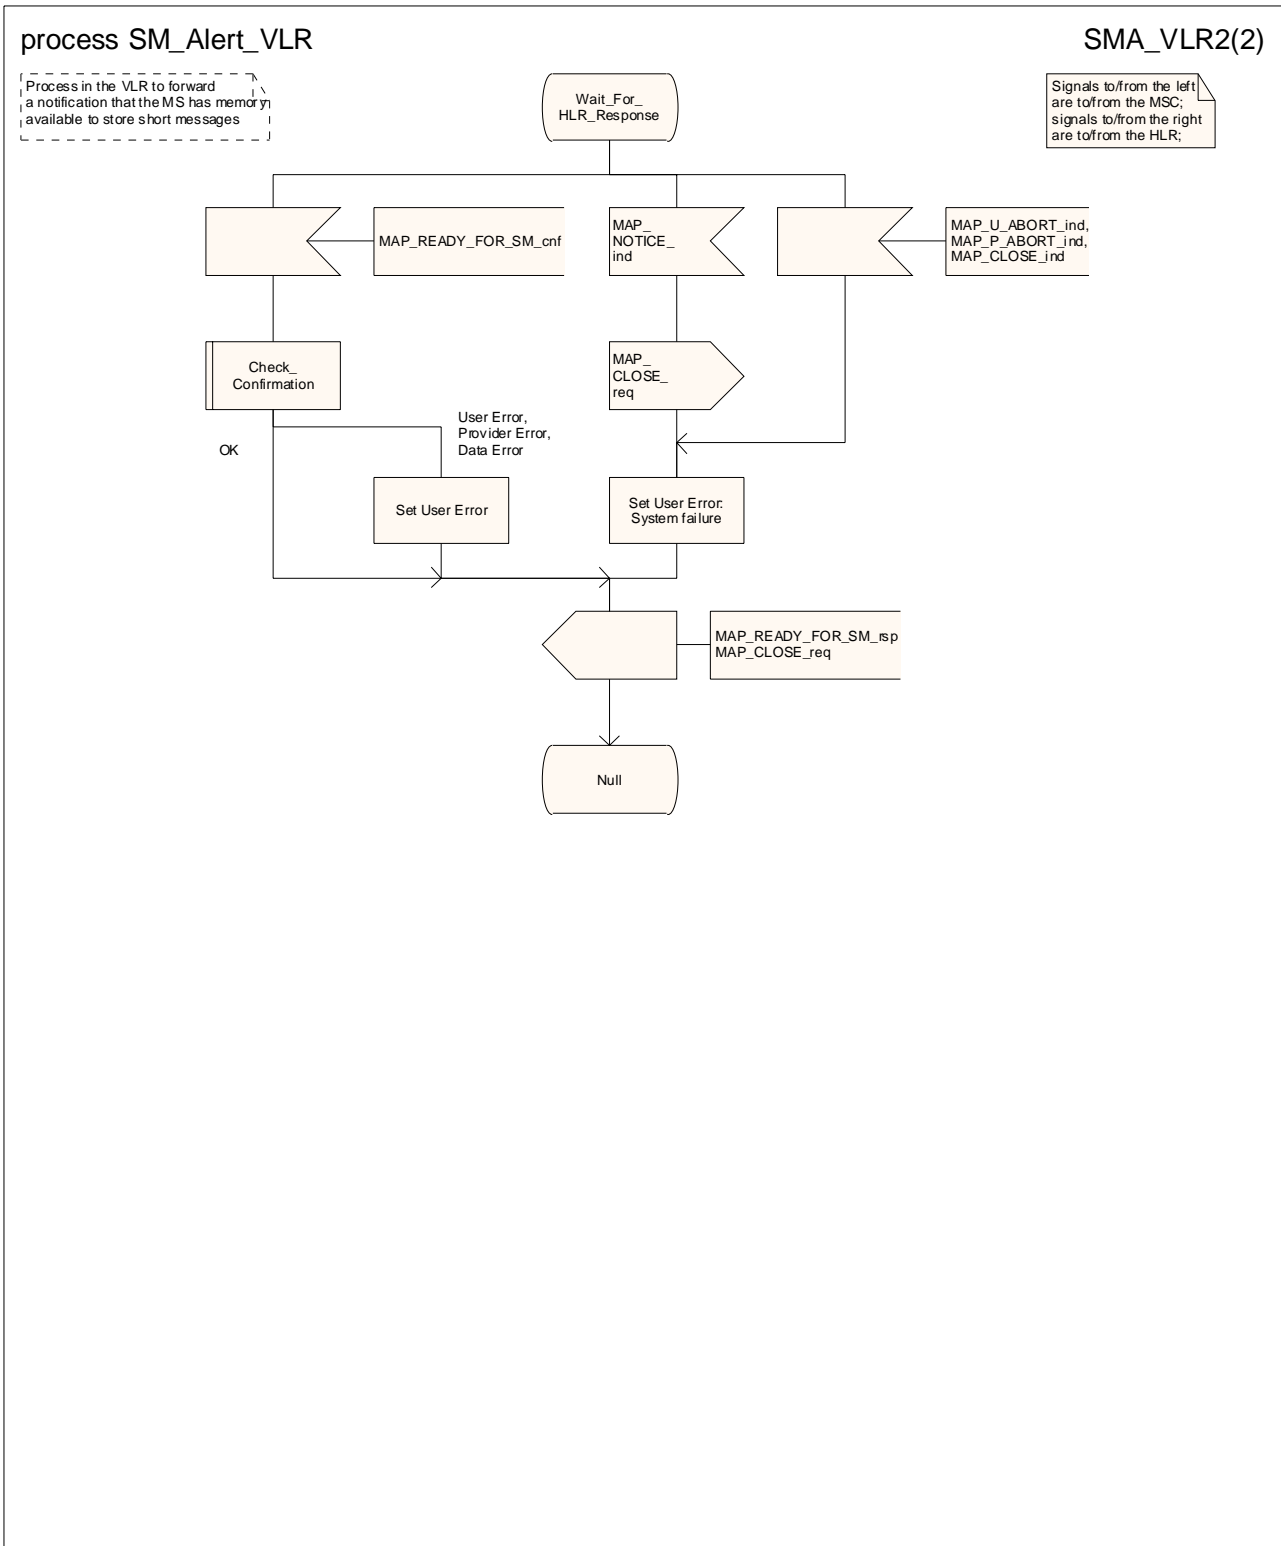 process SM_Alert_VLR
SMA_VLR2(2)
Process in the VLR to forward
a notification that the MS has memory
available to store short messages
Wait_For_
HLR_Response
Signals to/from the left
are to/from the MSC;
signals to/from the right
are to/from the HLR;
MAP_READY_FOR_SM_cnf
MAP_
NOTICE_
ind
MAP_U_ABORT_ind,
MAP_P_ABORT_ind,
MAP_CLOSE_ind
Check_
Confirmation
MAP_
CLOSE_
req
OK
User Error,
Provider Error,
Data Error
Set User Error
Set User Error:
System failure
MAP_READY_FOR_SM_rsp
MAP_CLOSE_req
Null